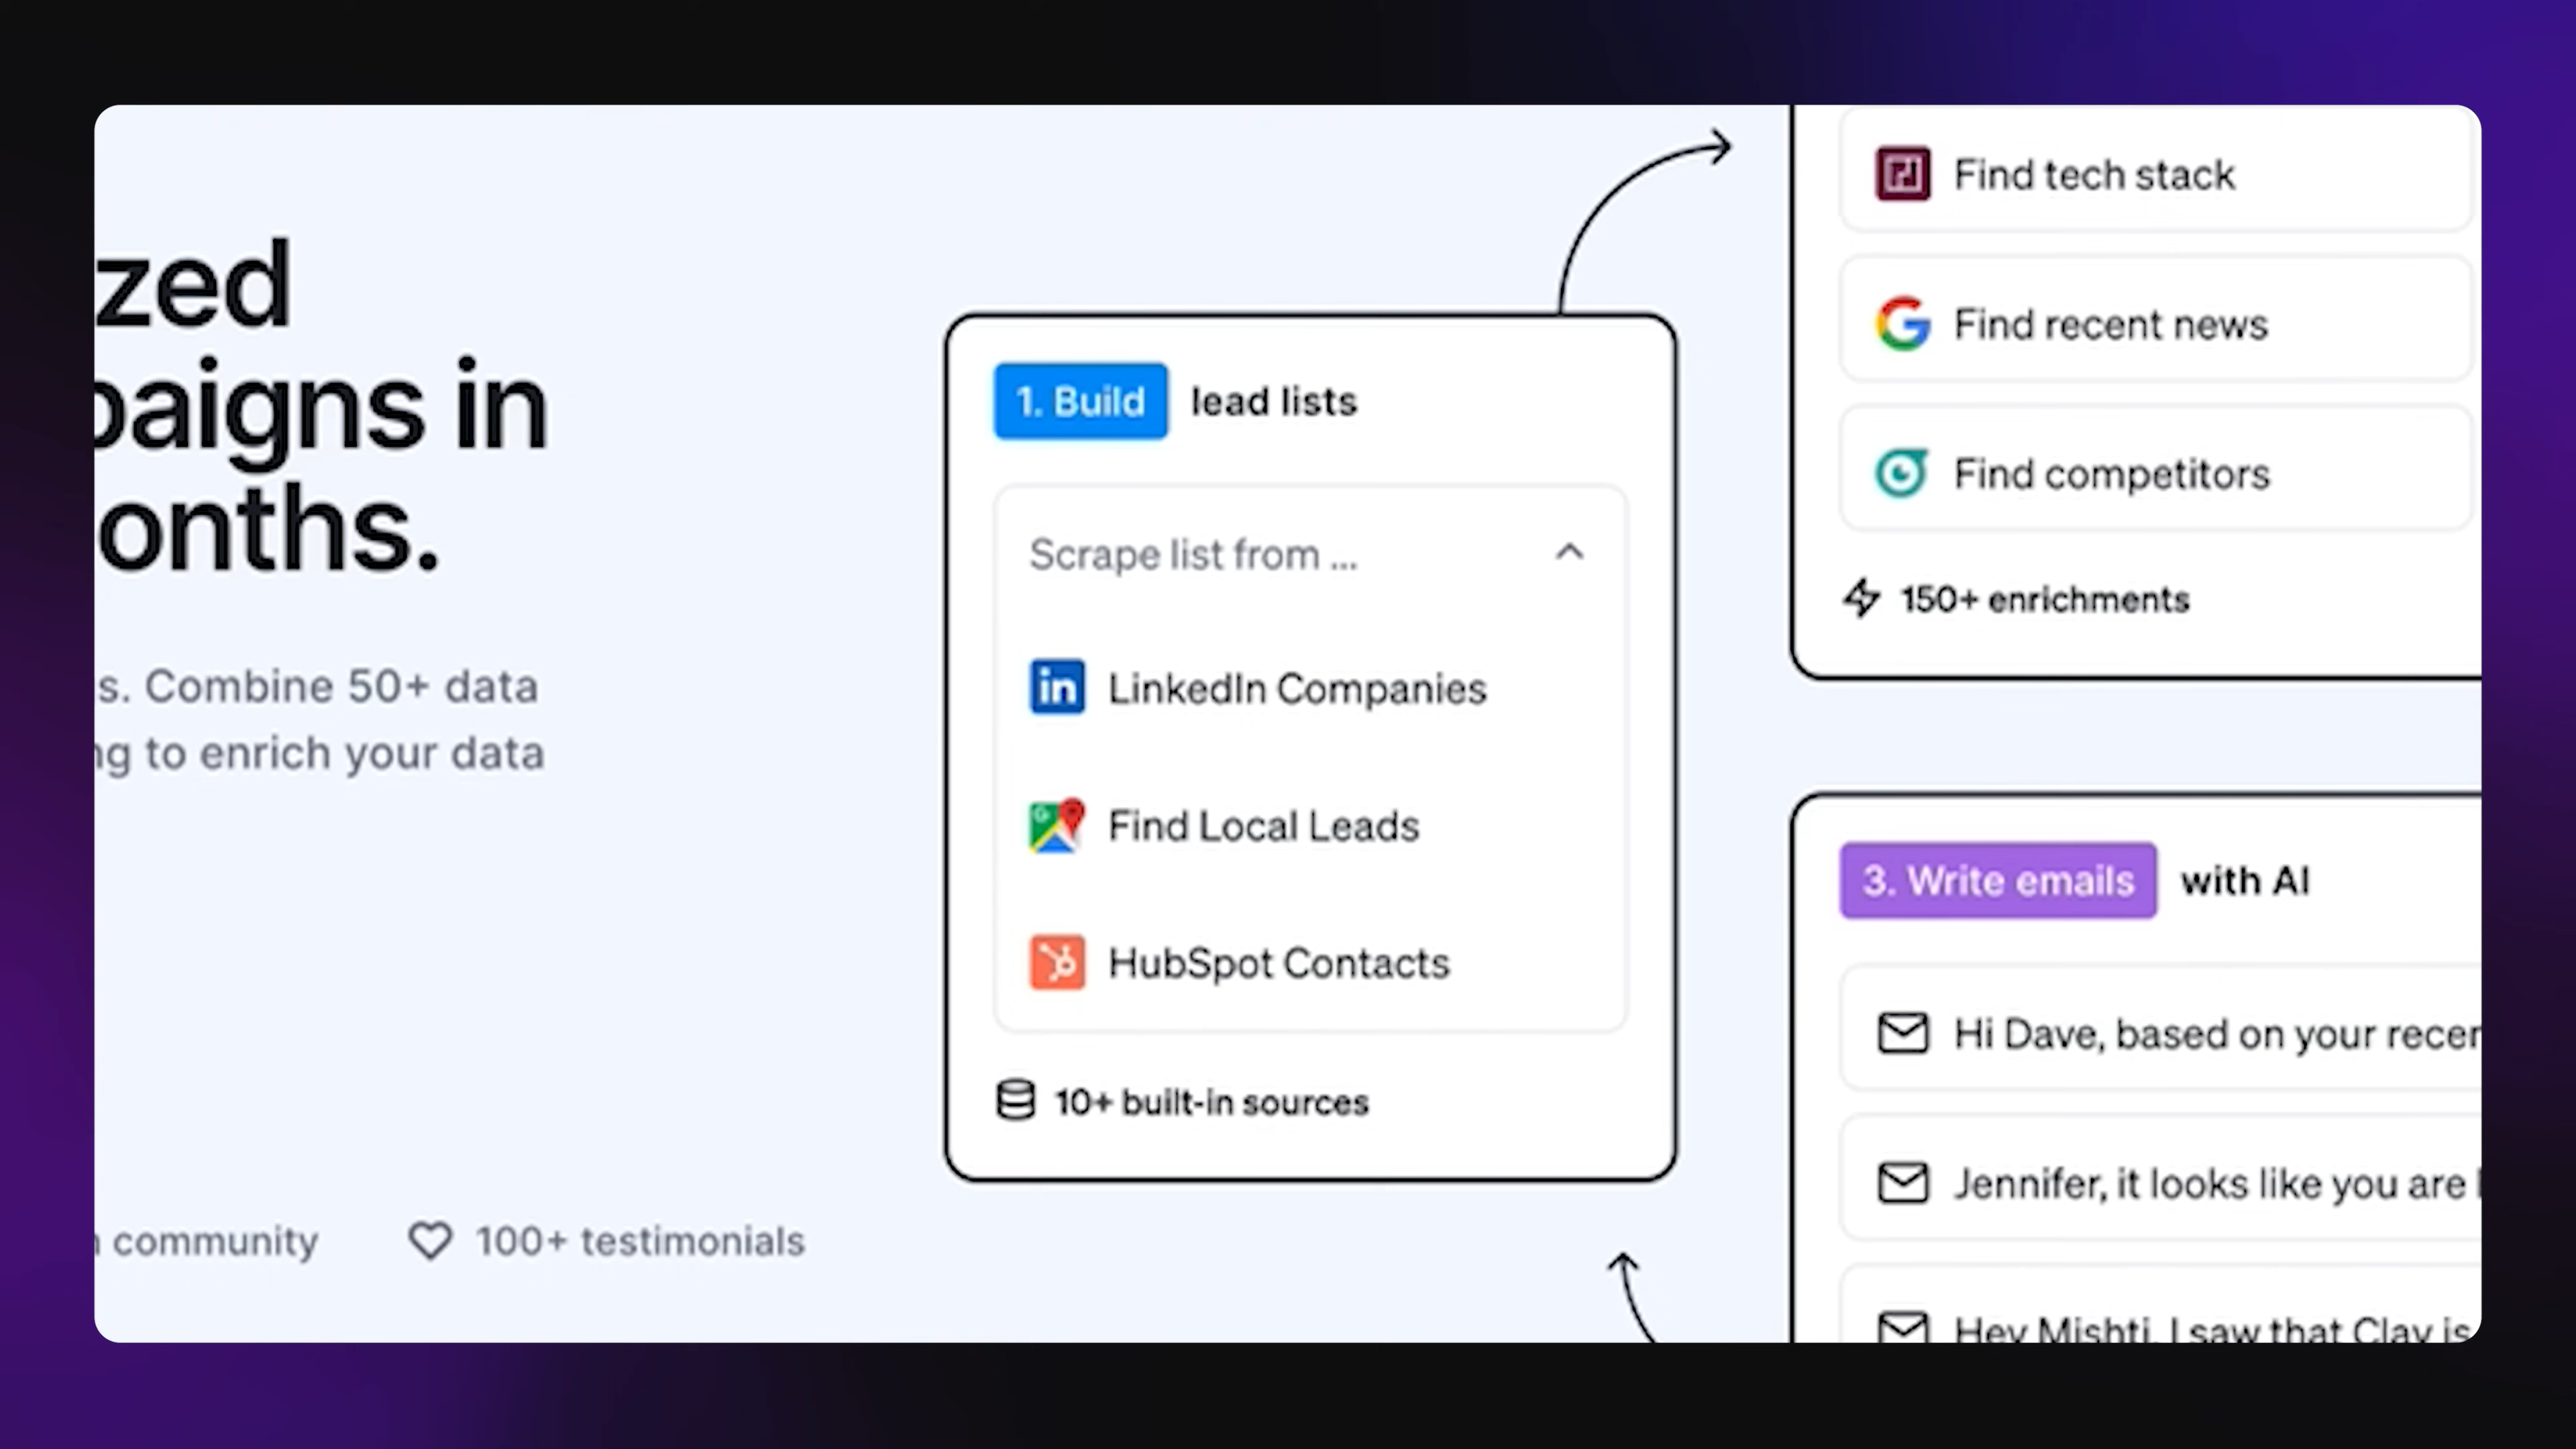 zed
paigns in
onths.
s. Combine 50+ data
ng to enrich your data
community
100+ testimonials
1. Build lead lists
Scrape list from ...
LinkedIn Companies
Find Local Leads
HubSpot Contacts
10+ built-in sources
Find tech stack
Find recent news
Find competitors
150+ enrichments
3. Write emails with AI
Hi Dave, based on your recen
Jennifer, it looks like you are
Hey Mishti, I saw that Clay is